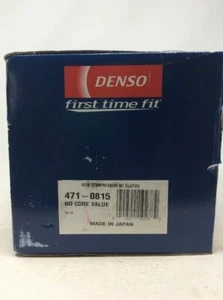 DENSO
first time fit
NEW COMPRESSOR W/ CLUTCH
471-0815
NO CORE VALUE
MADE IN JAPAN